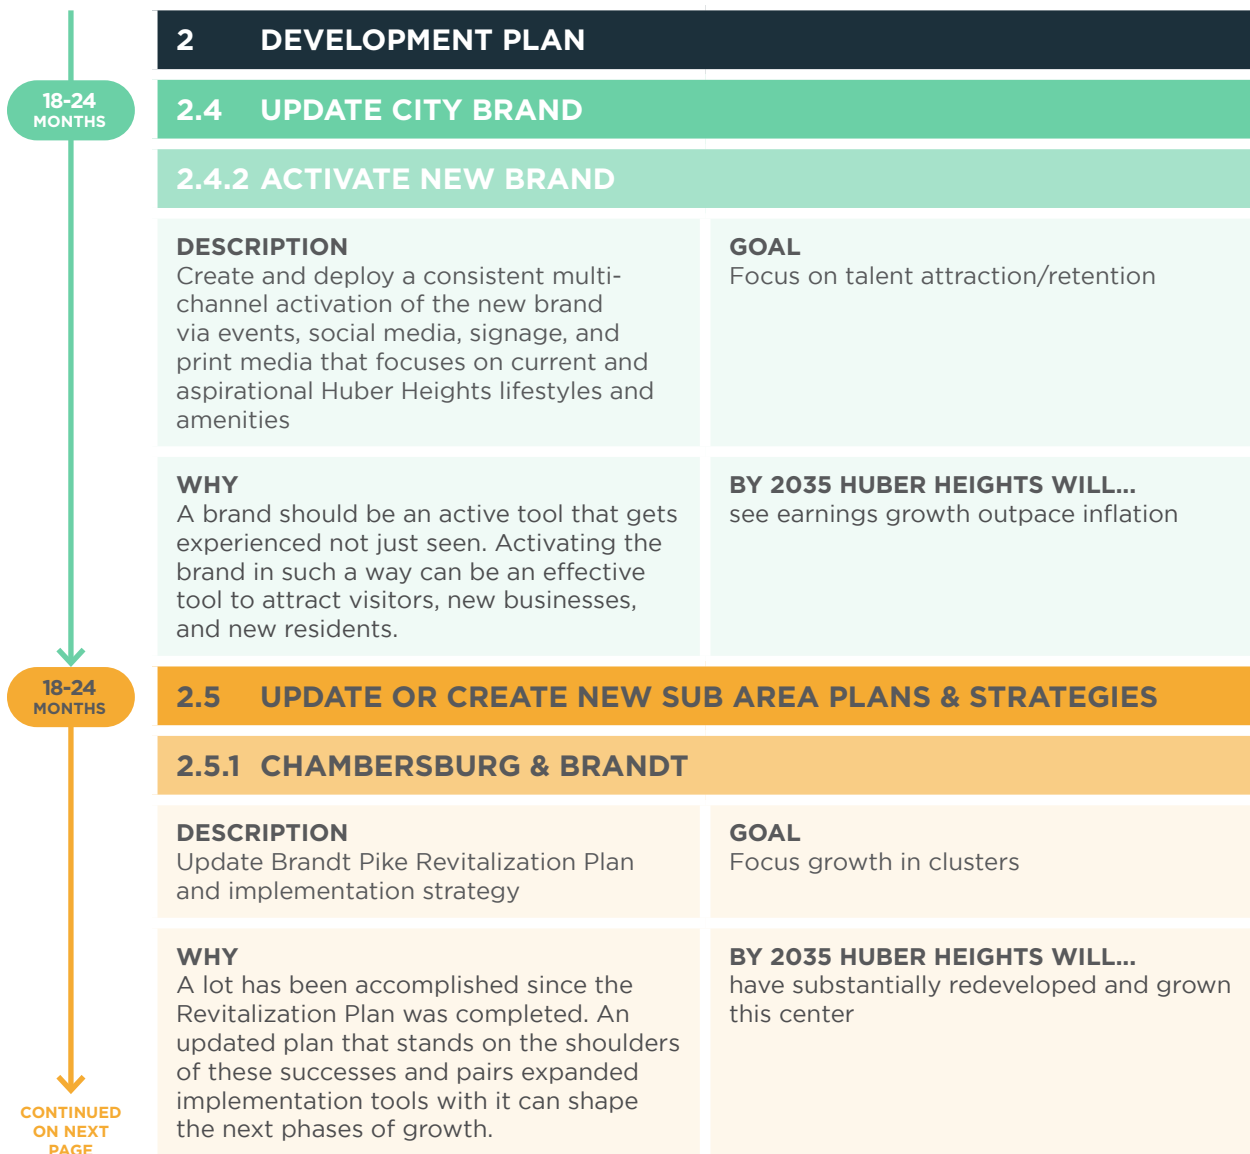 2 DEVELOPMENT PLAN
18-24
MONTHS
2.4 UPDATE CITY BRAND
2.4.2 ACTIVATE NEW BRAND
DESCRIPTION
Create and deploy a consistent multi-
channel activation of the new brand
via events, social media, signage, and
print media that focuses on current and
aspirational Huber Heights lifestyles and
amenities
GOAL
Focus on talent attraction/retention
WHY
A brand should be an active tool that gets
experienced not just seen. Activating the
brand in such a way can be an effective
tool to attract visitors, new businesses,
and new residents.
BY 2035 HUBER HEIGHTS WILL...
see earnings growth outpace inflation
18-24
MONTHS
2.5 UPDATE OR CREATE NEW SUB AREA PLANS & STRATEGIES
2.5.1 CHAMBERSBURG & BRANDT
DESCRIPTION
Update Brandt Pike Revitalization Plan
and implementation strategy
GOAL
Focus growth in clusters
WHY
A lot has been accomplished since the
Revitalization Plan was completed. An
updated plan that stands on the shoulders
of these successes and pairs expanded
implementation tools with it can shape
the next phases of growth.
BY 2035 HUBER HEIGHTS WILL...
have substantially redeveloped and grown
this center
CONTINUED
ON NEXT
PAGE